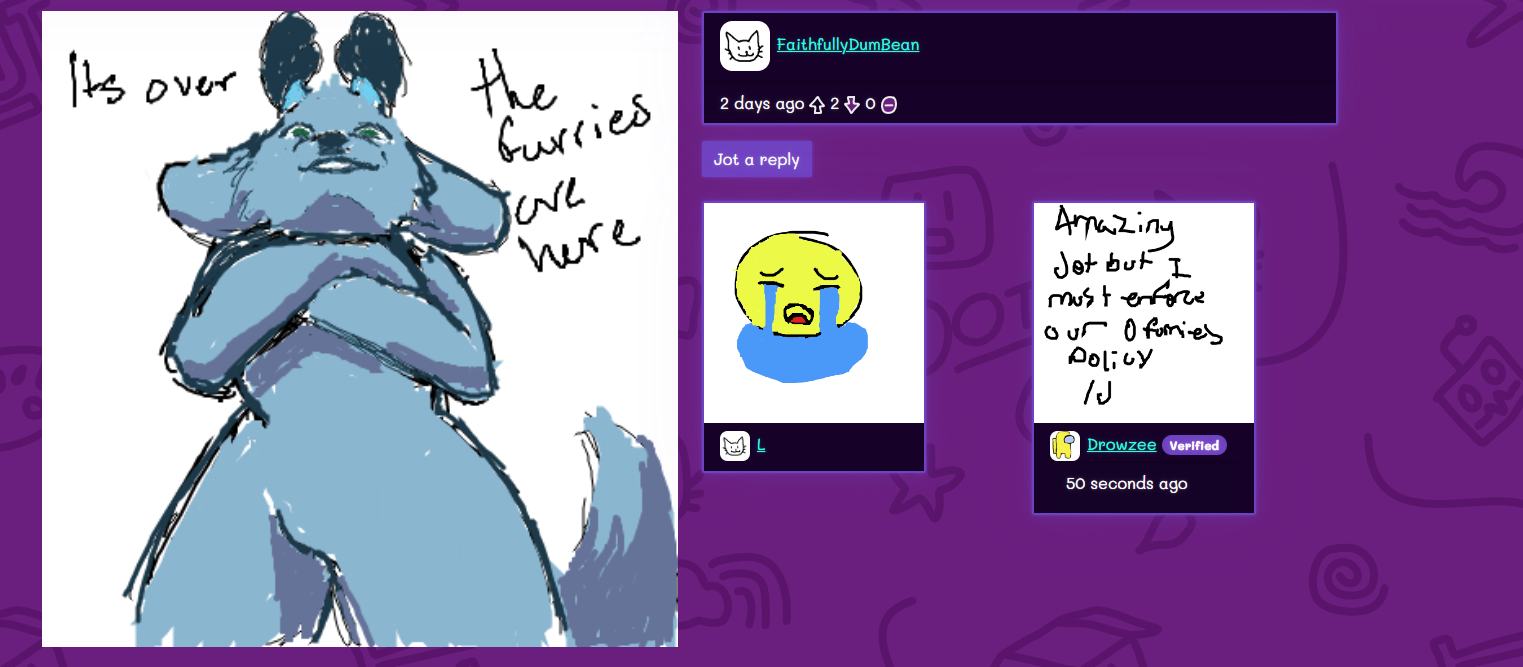 Its over
the
furries
are
here
FaithfullyDumBean
2 days ago 2 0
Jot a reply
L
Amazing
Jot but I
must enforce
our 0 furries
Policy
/J
Drowzee Verified
50 seconds ago